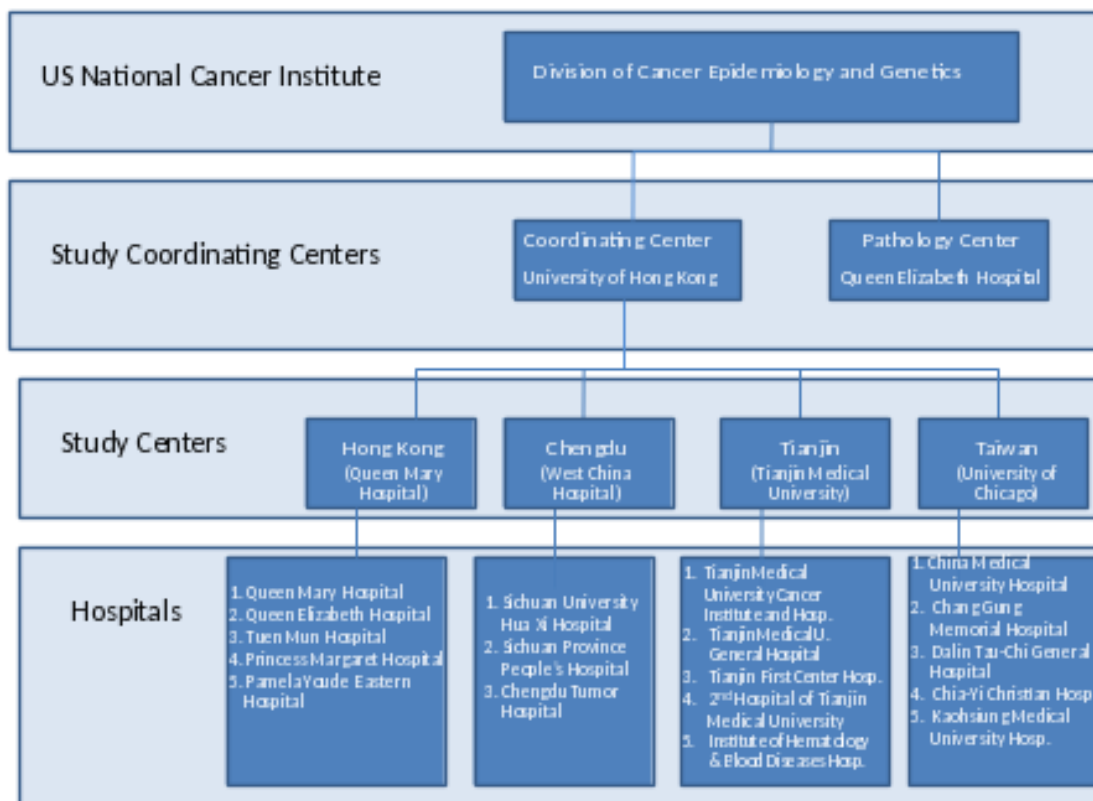 US National Cancer Institute
Division of Cancer Epidemiology and Genetics
Study Coordinating Centers
Coordinating Center
University of Hong Kong
Pathology Center
Queen Elizabeth Hospital
Study Centers
Hong Kong
(Queen Mary
Hospital)
Chengdu
(West China
Hospital)
Tianjin
(Tianjin Medical
University)
Taiwan
(University of
Chicago)
Hospitals
1. Queen Mary Hospital
2. Queen Elizabeth Hospital
3. Tuen Mun Hospital
4. Princess Margaret Hospital
5. Pamela Youde Eastern
Hospital
1. Sichuan University
Hua Xi Hospital
2. Sichuan Province
People's Hospital
3. Chengdu Tumor
Hospital
1. Tianjin Medical
University Cancer
Institute and Hosp.
2. Tianjin Medical U.
General Hospital
3. Tianjin First Center Hosp.
4. 2nd Hospital of Tianjin
Medical University
5. Institute of Hematology
& Blood Diseases Hosp.
1. China Medical
University Hospital
2. Chang Gung
Memorial Hospital
3. Dalin Tzu-Chi General
Hospital
4. Chia-Yi Christian Hosp
5. Kaohsiung Medical
University Hosp.